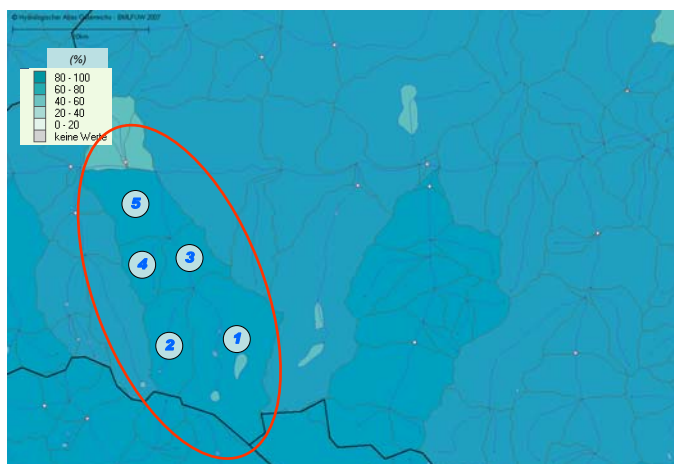 © Hydrologischer Atlas Österreichs - BMLFUW 2007
10km
(%)
80 - 100
60 - 80
40 - 60
20 - 40
0 - 20
keine Werte
5
3
4
1
2